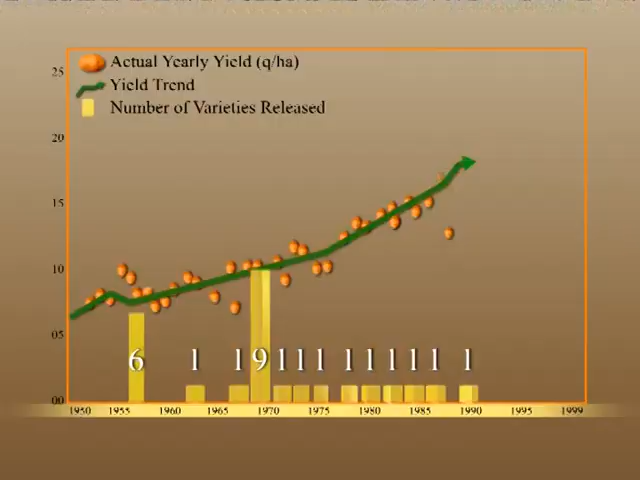 Actual Yearly Yield (q/ha)
Yield Trend
Number of Varieties Released
25
20
15
10
05
00
6 1 1 9 1 1 1 1 1 1 1 1 1
1950 1955 1960 1965 1970 1975 1980 1985 1990 1995 1999